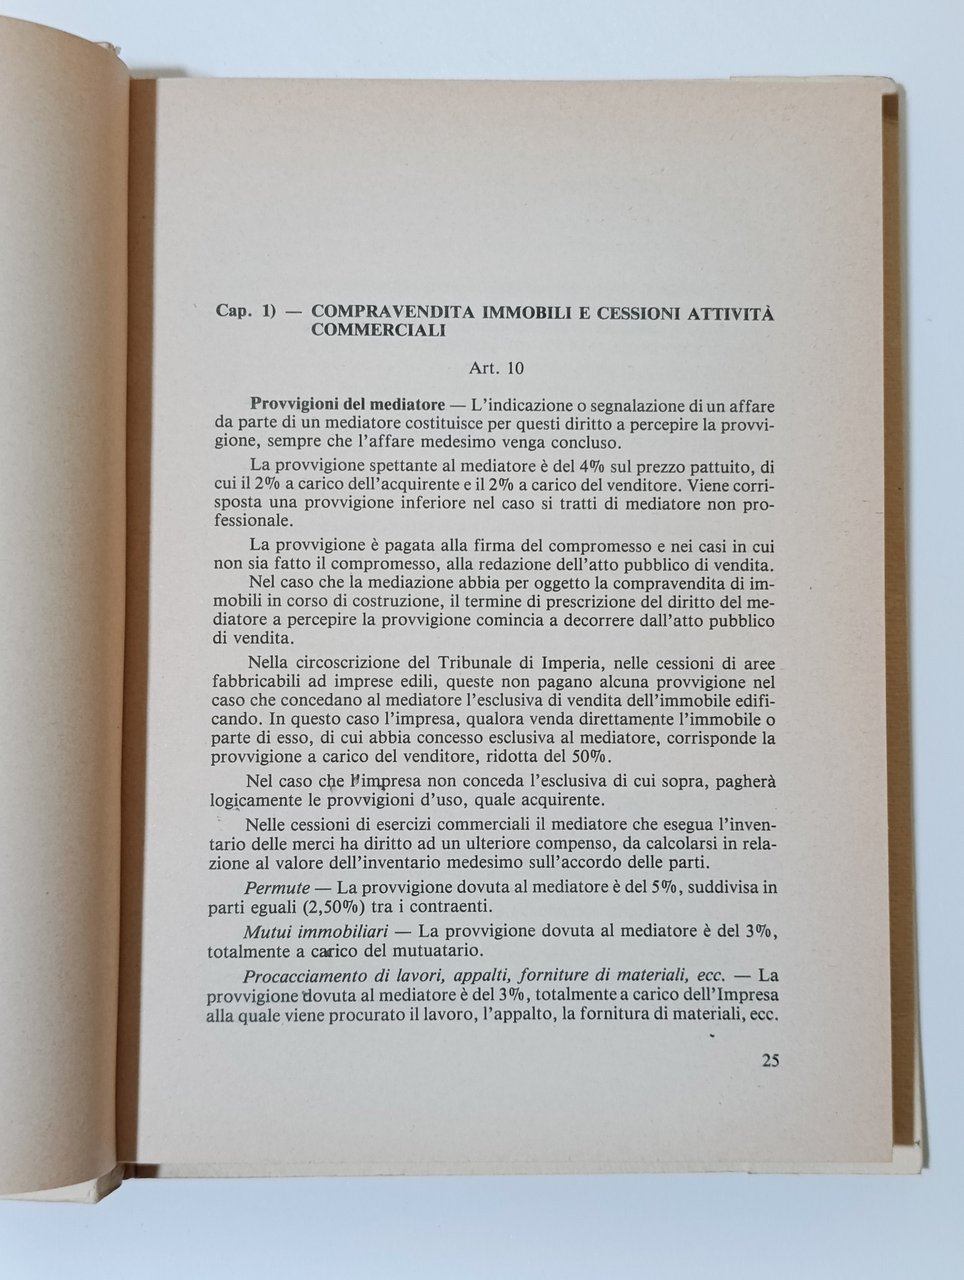 Cap. 1) — COMPRAVENDITA IMMOBILI E CESSIONI ATTIVITÀ
COMMERCIALI
Art. 10
Provvigioni del mediatore — L'indicazione o segnalazione di un affare
da parte di un mediatore costituisce per questi diritto a percepire la provvi-
gione, sempre che l'affare medesimo venga concluso.
La provvigione spettante al mediatore è del 4% sul prezzo pattuito, di
cui il 2% a carico dell'acquirente e il 2% a carico del venditore. Viene corri-
sposta una provvigione inferiore nel caso si tratti di mediatore non pro-
fessionale.
La provvigione è pagata alla firma del compromesso e nei casi in cui
non sia fatto il compromesso, alla redazione dell'atto pubblico di vendita.
Nel caso che la mediazione abbia per oggetto la compravendita di im-
mobili in corso di costruzione, il termine di prescrizione del diritto del me-
diatore a percepire la provvigione comincia a decorrere dall'atto pubblico
di vendita.
Nella circoscrizione del Tribunale di Imperia, nelle cessioni di aree
fabbricabili ad imprese edili, queste non pagano alcuna provvigione nel
caso che concedano al mediatore l'esclusiva di vendita dell'immobile edifi-
cando. In questo caso l'impresa, qualora venda direttamente l'immobile o
parte di esso, di cui abbia concesso esclusiva al mediatore, corrisponde la
provvigione a carico del venditore, ridotta del 50%.
Nel caso che l'impresa non conceda l'esclusiva di cui sopra, pagherà
logicamente le provvigioni d'uso, quale acquirente.
Nelle cessioni di esercizi commerciali il mediatore che esegua l'inven-
tario delle merci ha diritto ad un ulteriore compenso, da calcolarsi in rela-
zione al valore dell'inventario medesimo sull'accordo delle parti.
Permute — La provvigione dovuta al mediatore è del 5%, suddivisa in
parti eguali (2,50%) tra i contraenti.
Mutui immobiliari — La provvigione dovuta al mediatore è del 3%,
totalmente a carico del mutuatario.
Procacciamento di lavori, appalti, forniture di materiali, ecc. — La
provvigione dovuta al mediatore è del 3%, totalmente a carico dell'Impresa
alla quale viene procurato il lavoro, l'appalto, la fornitura di materiali, ecc.
25